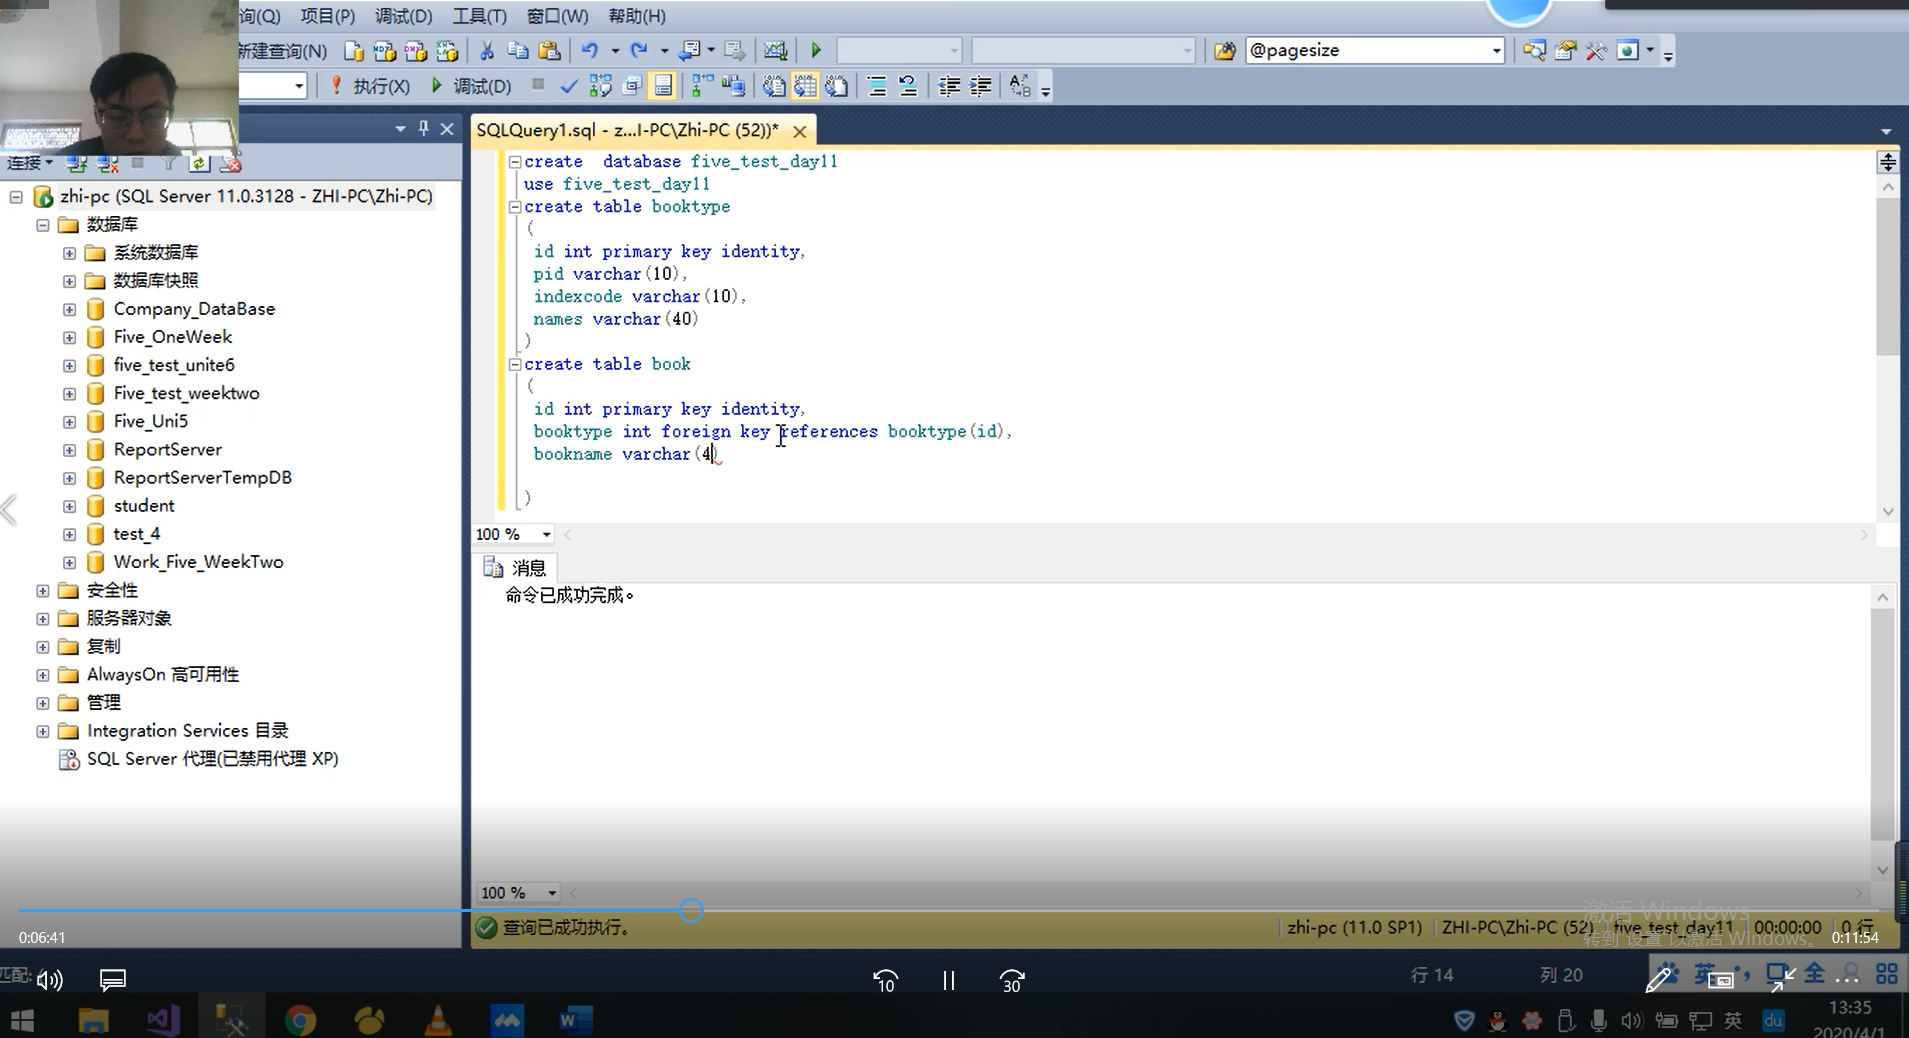 询(Q) 项目(P) 调试(D) 工具(T) 窗口(W) 帮助(H)
新建查询(N)
@pagesize
执行(X) 调试(D)
SQLQuery1.sql - z...I-PC\Zhi-PC (52))*
连接
zhi-pc (SQL Server 11.0.3128 - ZHI-PC\Zhi-PC)
数据库
系统数据库
数据库快照
Company_DataBase
Five_OneWeek
five_test_unite6
Five_test_weektwo
Five_Uni5
ReportServer
ReportServerTempDB
student
test_4
Work_Five_WeekTwo
安全性
服务器对象
复制
AlwaysOn 高可用性
管理
Integration Services 目录
SQL Server 代理(已禁用代理 XP)
create  database five_test_day11
use five_test_day11
create table booktype
(
id int primary key identity,
pid varchar(10),
indexcode varchar(10),
names varchar(40)
)
create table book
(
id int primary key identity,
booktype int foreign key references booktype(id),
bookname varchar(4)
)
100 %
消息
命令已成功完成。
100 %
查询已成功执行。
zhi-pc (11.0 SP1) ZHI-PC\Zhi-PC (52) five_test_day11 00:00:00 0 行
激活 Windows
转到"设置"以激活 Windows。
0:06:41
0:11:54
匹配:
行 14 列 20
10
30
英
全
英
du
13:35
2020/4/1